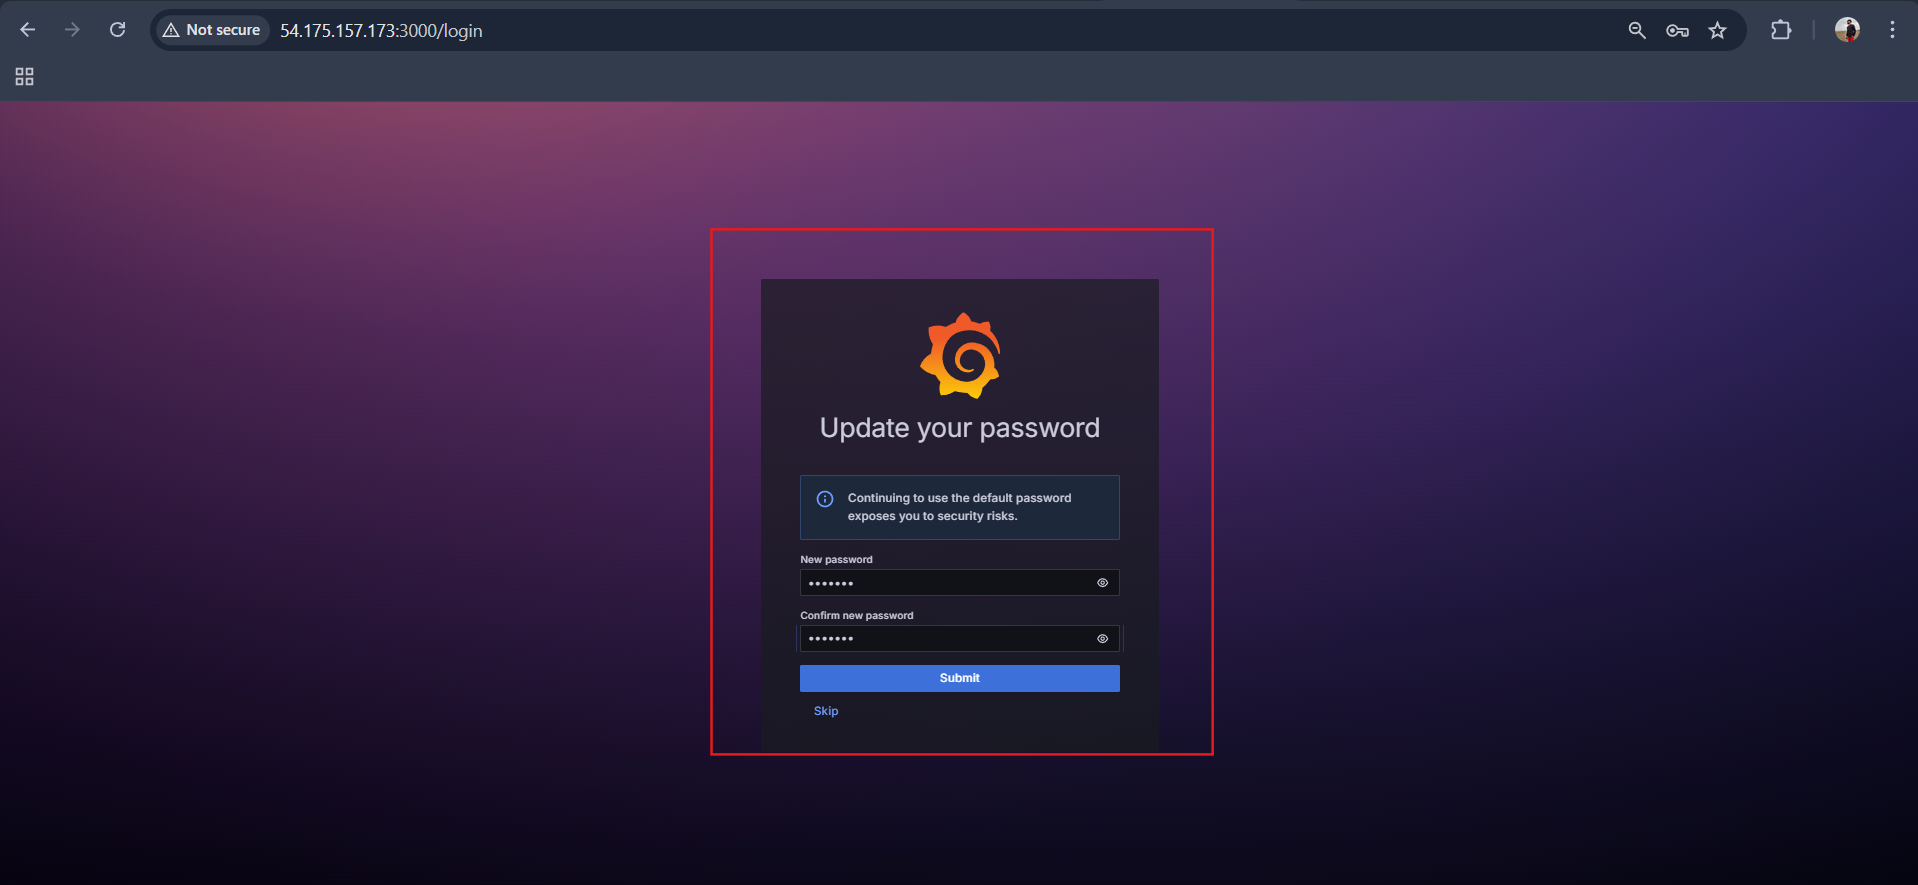 Not secure
54.175.157.173:3000/login
Update your password
Continuing to use the default password
exposes you to security risks.
New password
•••••••
Confirm new password
•••••••
Submit
Skip